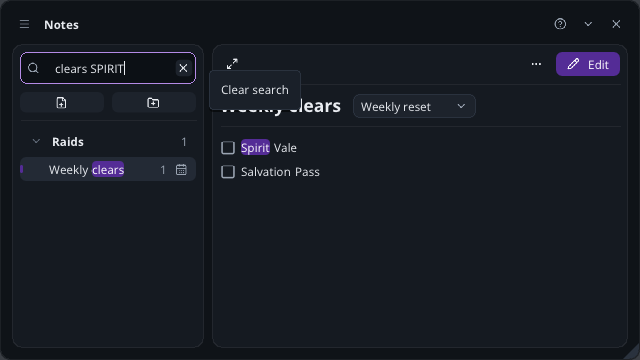 Notes
clears SPIRIT
Edit
Clear search
Weekly clears
Weekly reset
Raids 1
Weekly clears 1
Spirit Vale
Salvation Pass